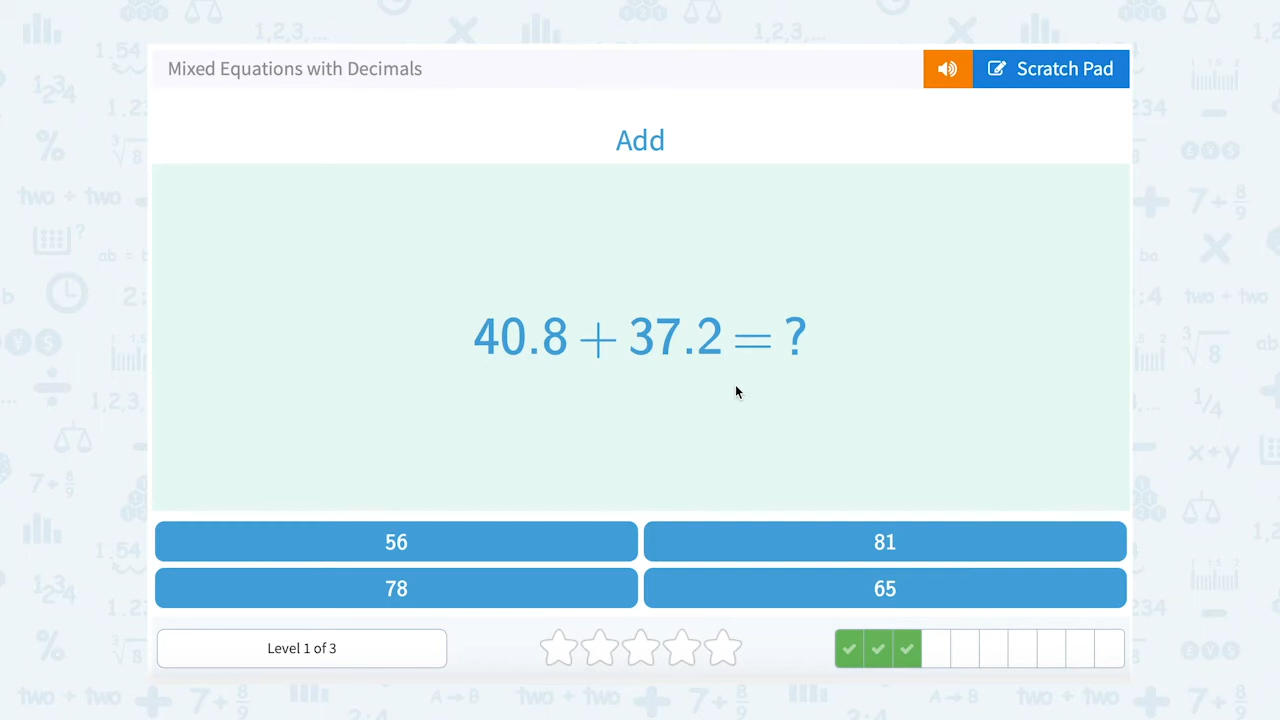 Mixed Equations with Decimals
Scratch Pad
Add
40.8 + 37.2 = ?
56
81
78
65
Level 1 of 3